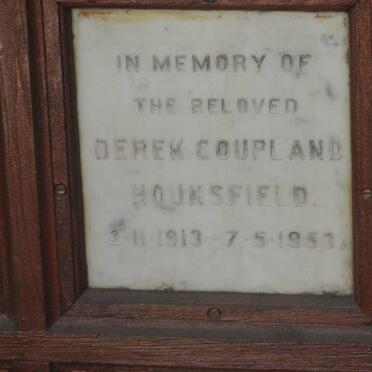 IN MEMORY OF
THE BELOVED
DEREK COUPLAND
HOUNSFIELD.
2-11-1913-7-5-1953.